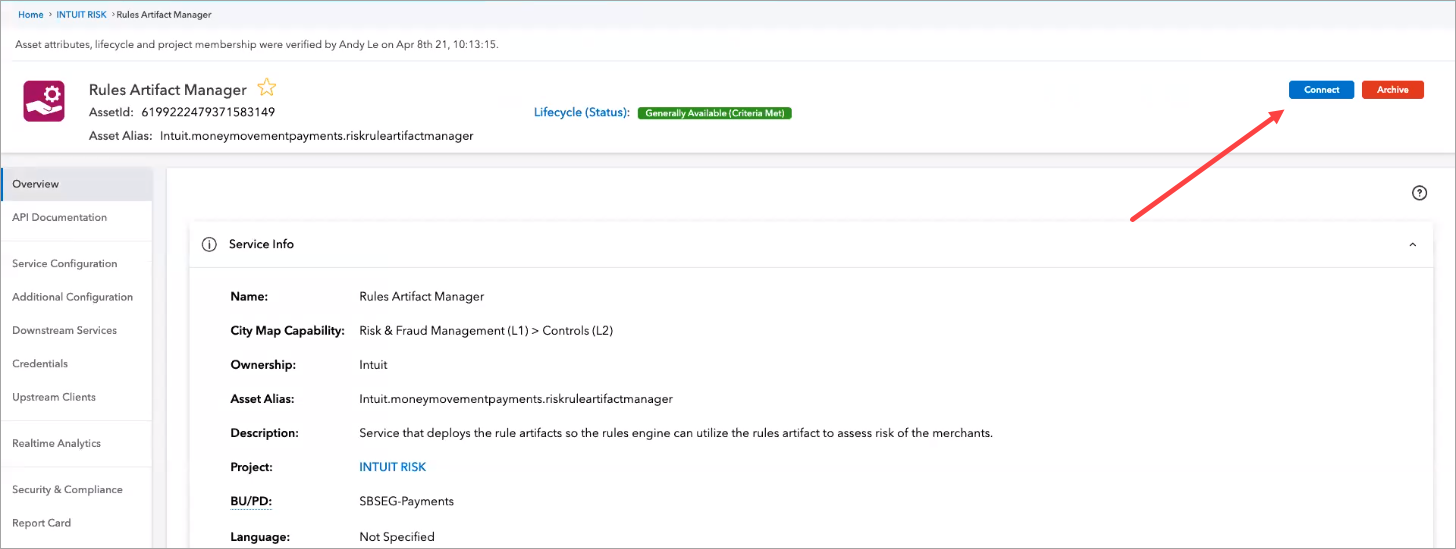 Home > INTUIT RISK > Rules Artifact Manager
Asset attributes, lifecycle and project membership were verified by Andy Le on Apr 8th 21, 10:13:15.
Rules Artifact Manager
Connect
Archive
AssetId: 6199222479371583149
Lifecycle (Status): Generally Available (Criteria Met)
Asset Alias: Intuit.moneymovementpayments.riskruleartifactmanager
Overview
API Documentation
Service Configuration
Additional Configuration
Downstream Services
Credentials
Upstream Clients
Realtime Analytics
Security & Compliance
Report Card
Service Info
Name: Rules Artifact Manager
City Map Capability: Risk & Fraud Management (L1) > Controls (L2)
Ownership: Intuit
Asset Alias: Intuit.moneymovementpayments.riskruleartifactmanager
Description: Service that deploys the rule artifacts so the rules engine can utilize the rules artifact to assess risk of the merchants.
Project: INTUIT RISK
BU/PD: SBSEG-Payments
Language: Not Specified